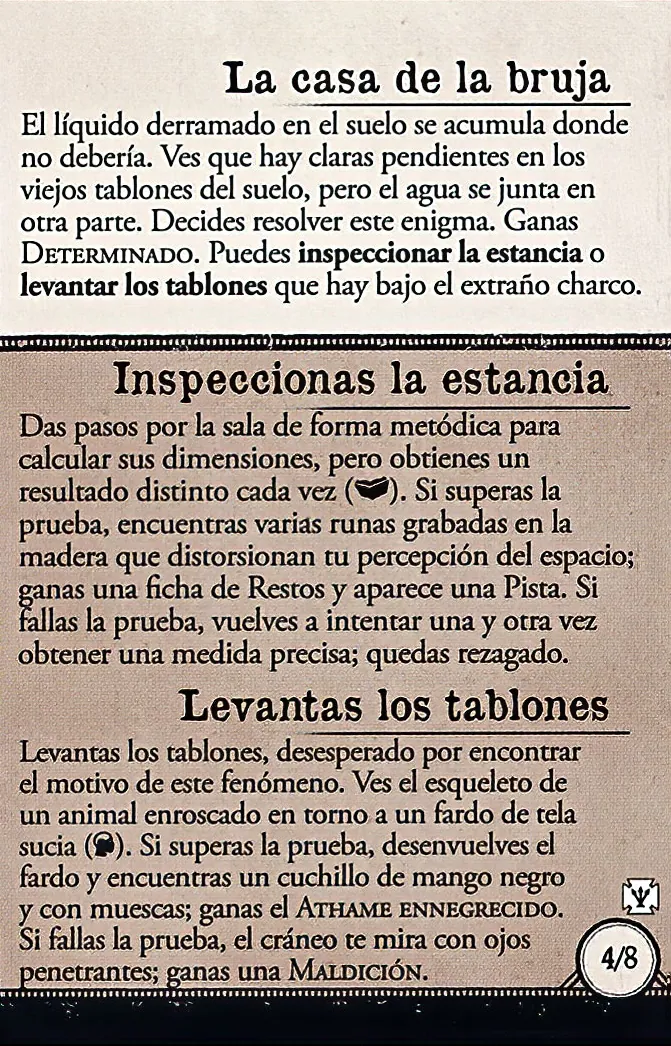 La casa de la bruja
El líquido derramado en el suelo se acumula donde
no debería. Ves que hay claras pendientes en los
viejos tablones del suelo, pero el agua se junta en
otra parte. Decides resolver este enigma. Ganas
DETERMINADO. Puedes inspeccionar la estancia o
levantar los tablones que hay bajo el extraño charco.
Inspeccionas la estancia
Das pasos por la sala de forma metódica para
calcular sus dimensiones, pero obtienes un
resultado distinto cada vez (). Si superas la
prueba, encuentras varias runas grabadas en la
madera que distorsionan tu percepción del espacio;
ganas una ficha de Restos y aparece una Pista. Si
fallas la prueba, vuelves a intentar una y otra vez
obtener una medida precisa; quedas rezagado.
Levantas los tablones
Levantas los tablones, desesperado por encontrar
el motivo de este fenómeno. Ves el esqueleto de
un animal enroscado en torno a un fardo de tela
sucia (). Si superas la prueba, desenvuelves el
fardo y encuentras un cuchillo de mango negro
y con muescas; ganas el ATHAME ENNEGRECIDO.
Si fallas la prueba, el cráneo te mira con ojos
penetrantes; ganas una MALDICIÓN.
4/8